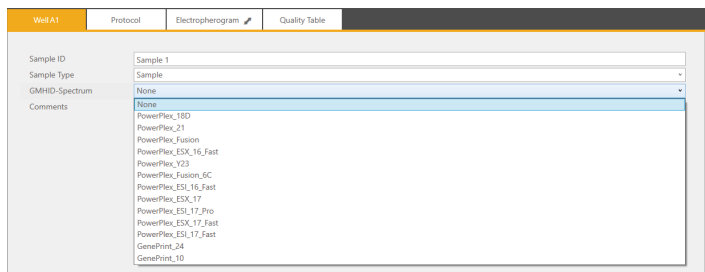 Well A1 Protocol Electropherogram Quality Table
Sample ID Sample 1
Sample Type Sample
GMHID-Spectrum None
Comments None
PowerPlex_18D
PowerPlex_21
PowerPlex_Fusion
PowerPlex_ESX_16_Fast
PowerPlex_Y23
PowerPlex_Fusion_6C
PowerPlex_ESI_16_Fast
PowerPlex_ESX_17
PowerPlex_ESI_17_Pro
PowerPlex_ESX_17_Fast
PowerPlex_ESI_17_Fast
GenePrint_24
GenePrint_10